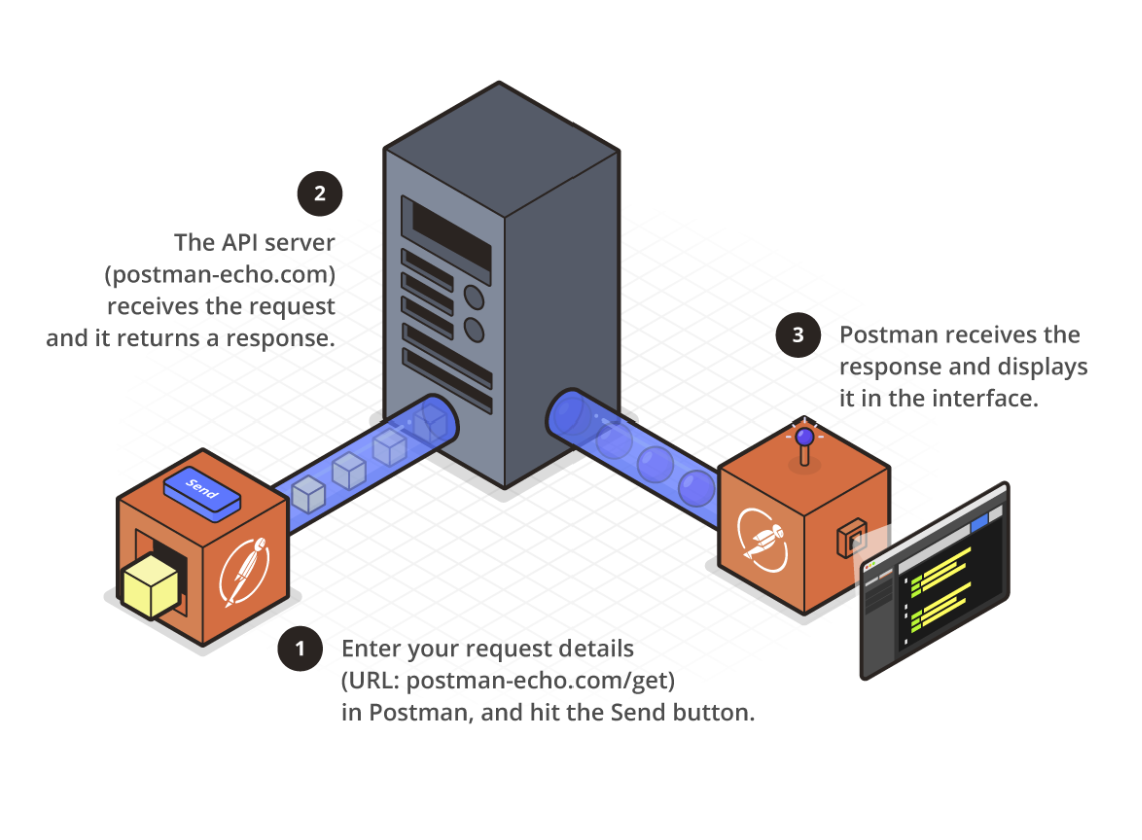 2
The API server
(postman-echo.com)
receives the request
and it returns a response.
3
Postman receives the
response and displays
it in the interface.
Send
1
Enter your request details
(URL: postman-echo.com/get)
in Postman, and hit the Send button.